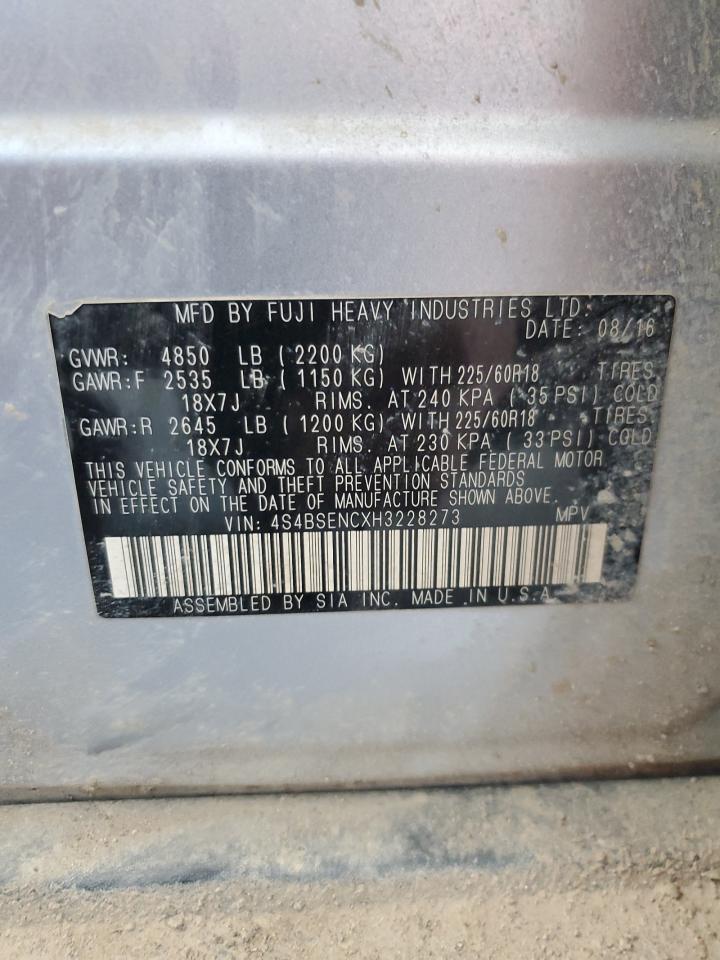 MFD BY FUJI HEAVY INDUSTRIES LTD.
DATE: 08/16
GVWR: 4850 LB (2200 KG)
GAWR:F 2535 LB (1150 KG) WITH 225/60R18 TIRES
18X7J RIMS. AT 240 KPA (35 PSI) COLD
GAWR:R 2645 LB (1200 KG) WITH 225/60R18 TIRES
18X7J RIMS. AT 230 KPA (33 PSI) COLD
THIS VEHICLE CONFORMS TO ALL APPLICABLE FEDERAL MOTOR
VEHICLE SAFETY AND THEFT PREVENTION STANDARDS
IN EFFECT ON THE DATE OF MANUFACTURE SHOWN ABOVE.
VIN: 4S4BSENCXH3228273 MPV
ASSEMBLED BY SIA INC. MADE IN U.S.A